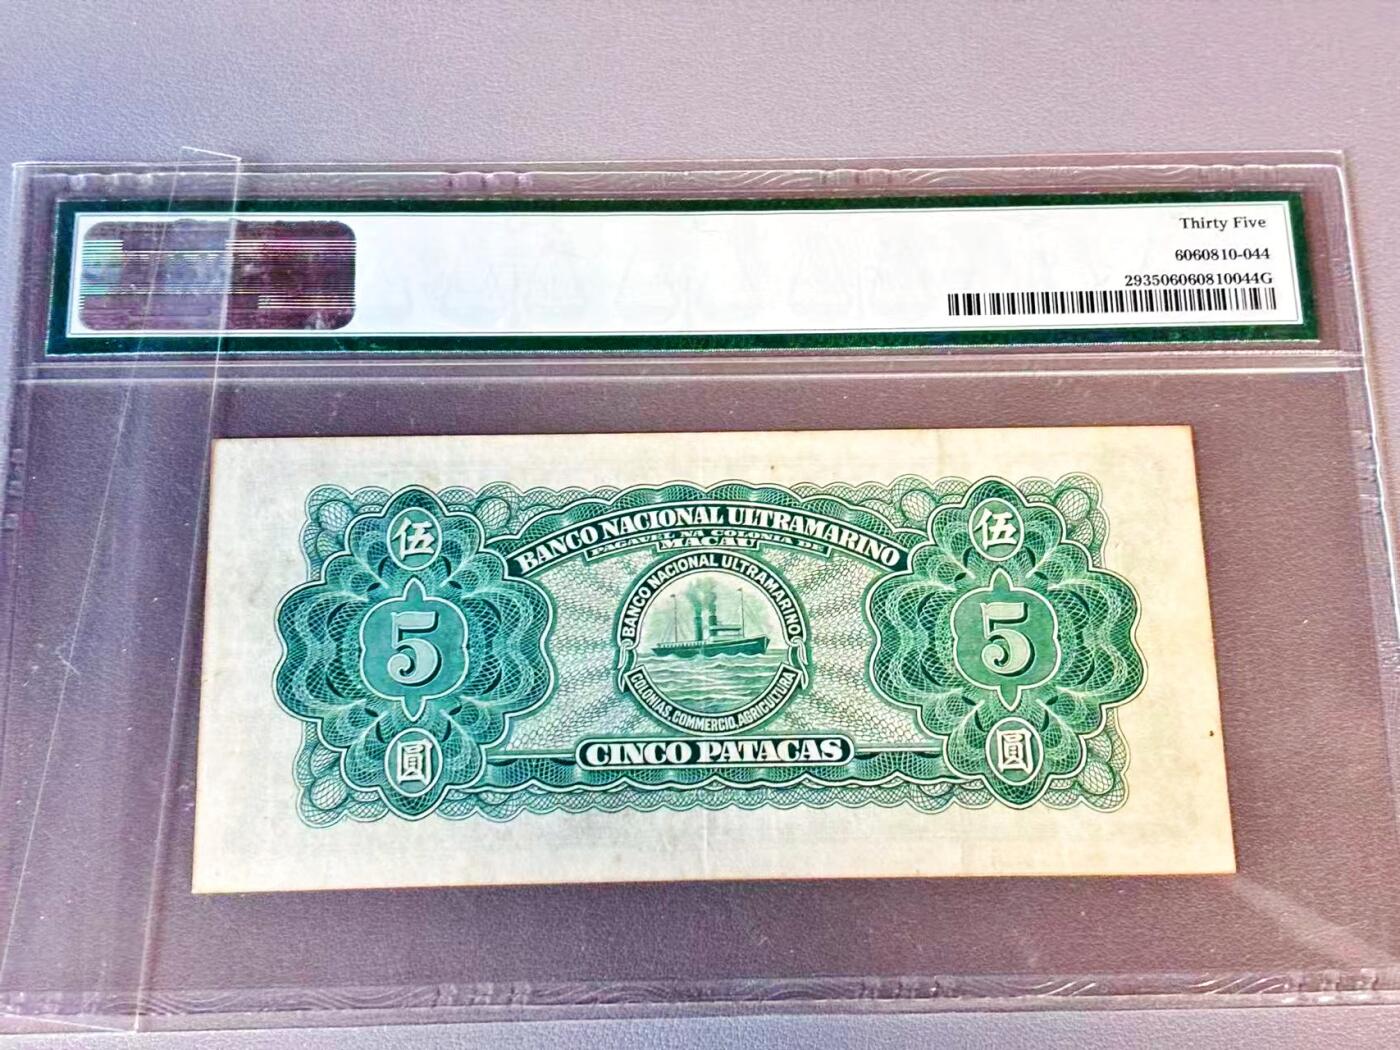 Thirty Five
6060810-044
293506060810044G
伍
5
圓
BANCO NACIONAL ULTRAMARINO
PAGAVEL NA COLONIA DE
MACAU
BANCO NACIONAL ULTRAMARINO
COLONIAS, COMMERCIO, AGRICULTURA
CINCO PATACAS
伍
5
圓